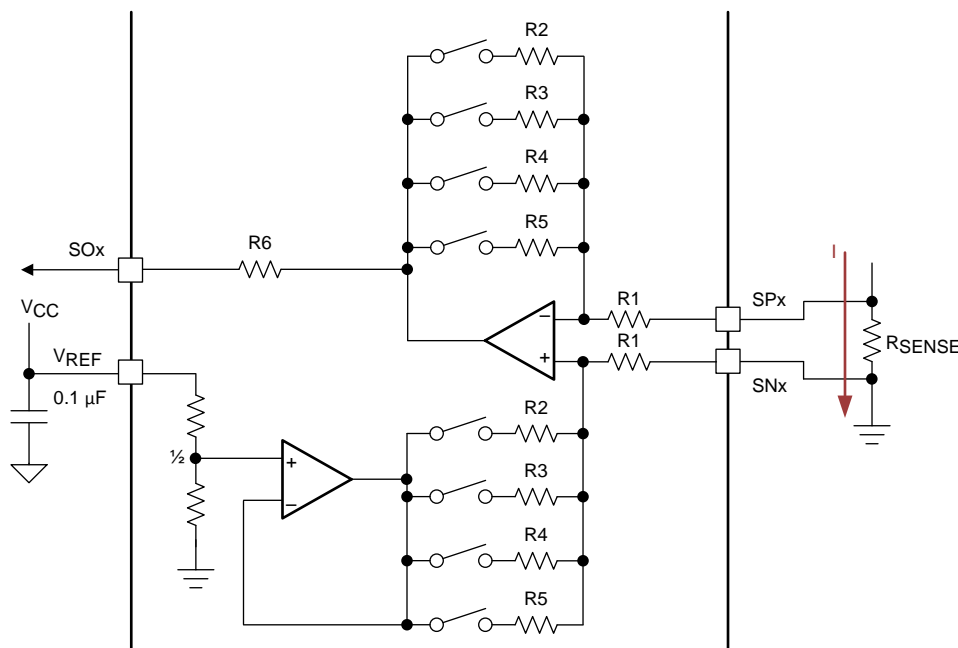 R2
R3
R4
R5
SOx
R6
I
VCC
R1
SPx
− 
RSENSE
VREF
R1
+
SNx
0.1 µF
R2
½
+
−
R3
R4
R5